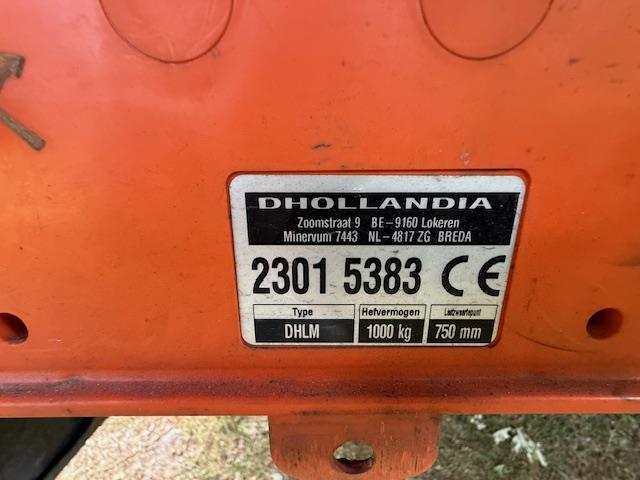 DHOLLANDIA
Zoomstraat 9 BE-9160 Lokeren
Minervum 7443 NL-4817 ZG BREDA
2301 5383 CE
Type Hefvermogen
DHLM 1000 kg 750 mm